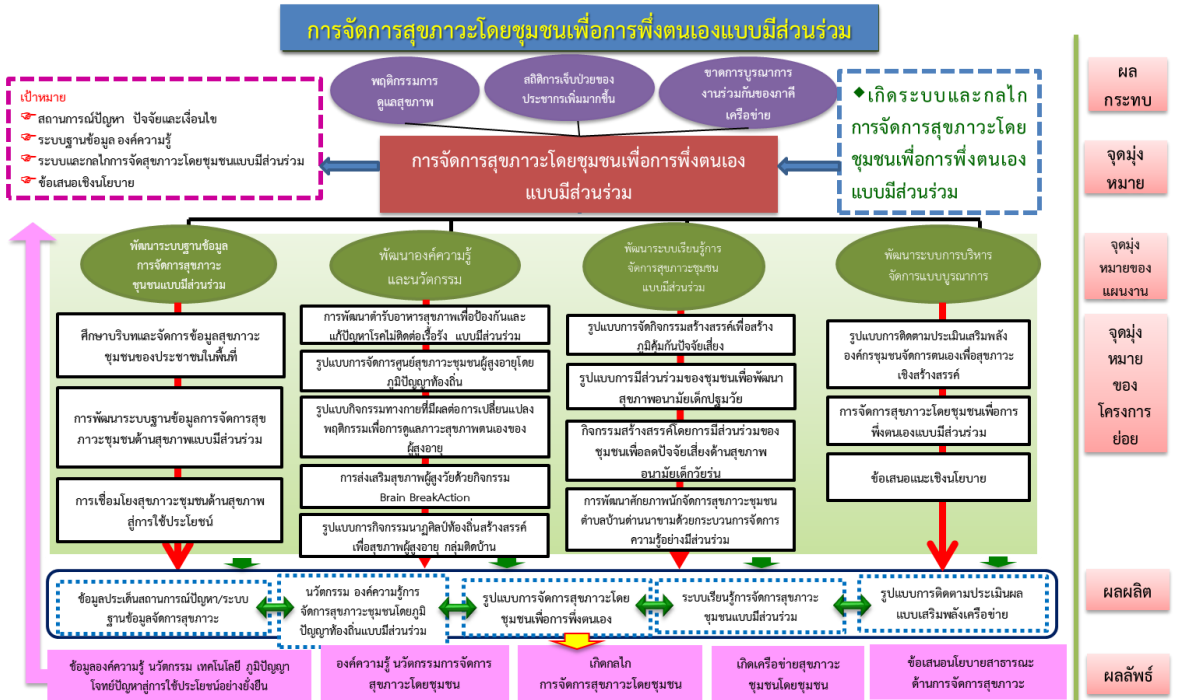 การจัดการสุขภาวะโดยชุมชนเพื่อการพึ่งตนเองแบบมีส่วนร่วม
พฤติกรรมการ
ดูแลสุขภาพ
สถิติการเจ็บป่วยของ
ประชากรเพิ่มมากขึ้น
ขาดการบูรณาการ
งานร่วมกันของภาคี
เครือข่าย
ผล
กระทบ
เป้าหมาย
สถานการณ์ปัญหา ปัจจัยและเงื่อนไข
ระบบฐานข้อมูล องค์ความรู้
ระบบและกลไกการจัดสุขภาวะโดยชุมชนแบบมีส่วนร่วม
ข้อเสนอเชิงนโยบาย
การจัดการสุขภาวะโดยชุมชนเพื่อการพึ่งตนเอง
แบบมีส่วนร่วม
เกิดระบบและกลไก
การจัดการสุขภาวะโดย
ชุมชนเพื่อการพึ่งตนเอง
แบบมีส่วนร่วม
จุดมุ่ง
หมาย
พัฒนาระบบฐานข้อมูล
การจัดการสุขภาวะ
ชุมชนแบบมีส่วนร่วม
พัฒนาองค์ความรู้
และนวัตกรรม
พัฒนาระบบเรียนรู้การ
จัดการสุขภาวะชุมชน
แบบมีส่วนร่วม
พัฒนาระบบการบริหาร
จัดการแบบบูรณาการ
จุดมุ่ง
หมายของ
แผนงาน
ศึกษาบริบทและจัดการข้อมูลสุขภาวะ
ชุมชนของประชาชนในพื้นที่
การพัฒนาระบบฐานข้อมูลการจัดการสุข
ภาวะชุมชนด้านสุขภาพแบบมีส่วนร่วม
การเชื่อมโยงสุขภาวะชุมชนด้านสุขภาพ
สู่การใช้ประโยชน์
การพัฒนาตำรับอาหารสุขภาพเพื่อป้องกันและ
แก้ปัญหาโรคไม่ติดต่อเรื้อรัง แบบมีส่วนร่วม
รูปแบบการจัดการศูนย์สุขภาวะชุมชนผู้สูงอายุโดย
ภูมิปัญญาท้องถิ่น
รูปแบบกิจกรรมทางกายที่มีผลต่อการเปลี่ยนแปลง
พฤติกรรมเพื่อการดูแลภาวะสุขภาพตนเองของ
ผู้สูงอายุ
การส่งเสริมสุขภาพผู้สูงวัยด้วยกิจกรรม
Brain BreakAction
รูปแบบการกิจกรรมนาฏศิลป์ท้องถิ่นสร้างสรรค์
เพื่อสุขภาพผู้สูงอายุ กลุ่มติดบ้าน
รูปแบบการจัดกิจกรรมสร้างสรรค์เพื่อสร้าง
ภูมิคุ้มกันปัจจัยเสี่ยง
รูปแบบการมีส่วนร่วมของชุมชนเพื่อพัฒนา
สุขภาพอนามัยเด็กปฐมวัย
กิจกรรมสร้างสรรค์โดยการมีส่วนร่วมของ
ชุมชนเพื่อลดปัจจัยเสี่ยงด้านสุขภาพ
อนามัยเด็กวัยรุ่น
การพัฒนาศักยภาพนักจัดการสุขภาวะชุมชน
ตำบลบ้านด่านนาขามด้วยกระบวนการจัดการ
ความรู้อย่างมีส่วนร่วม
รูปแบบการติดตามประเมินเสริมพลัง
องค์กรชุมชนจัดการตนเองเพื่อสุขภาวะ
เชิงสร้างสรรค์
การจัดการสุขภาวะโดยชุมชนเพื่อการ
พึ่งตนเองแบบมีส่วนร่วม
ข้อเสนอแนะเชิงนโยบาย
จุดมุ่ง
หมาย
ของ
โครงการ
ย่อย
ข้อมูลประเด็นสถานการณ์ปัญหา/ระบบ
ฐานข้อมูลจัดการสุขภาวะ
นวัตกรรม องค์ความรู้การ
จัดการสุขภาวะชุมชนโดยภูมิ
ปัญญาท้องถิ่นแบบมีส่วนร่วม
รูปแบบการจัดการสุขภาวะโดย
ชุมชนเพื่อการพึ่งตนเอง
ระบบเรียนรู้การจัดการสุขภาวะ
ชุมชนแบบมีส่วนร่วม
รูปแบบการติดตามประเมินผล
แบบเสริมพลังเครือข่าย
ผลผลิต
ข้อมูลองค์ความรู้ นวัตกรรม เทคโนโลยี ภูมิปัญญา
โจทย์ปัญหาสู่การใช้ประโยชน์อย่างยั่งยืน
องค์ความรู้ นวัตกรรมการจัดการ
สุขภาวะโดยชุมชน
เกิดกลไก
การจัดการสุขภาวะโดยชุมชน
เกิดเครือข่ายสุขภาวะ
ชุมชนโดยชุมชน
ข้อเสนอนโยบายสาธารณะ
ด้านการจัดการสุขภาวะ
ผลลัพธ์